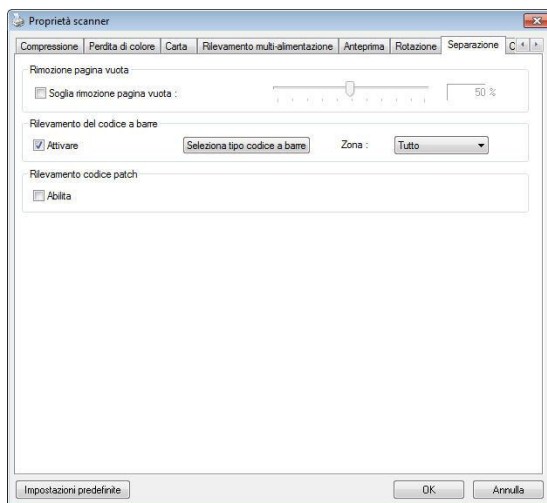 Proprietà scanner
Compressione Perdita di colore Carta Rilevamento multi-alimentazione Anteprima Rotazione Separazione
Rimozione pagina vuota
Soglia rimozione pagina vuota : 50 %
Rilevamento del codice a barre
Attivare Seleziona tipo codice a barre Zona : Tutto
Rilevamento codice patch
Abilita
Impostazioni predefinite OK Annulla